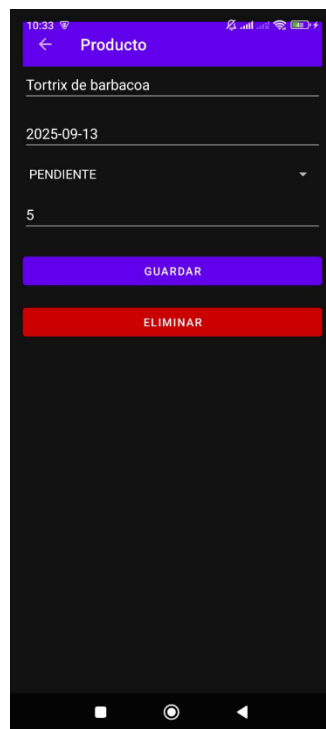 10:33
Producto
Tortrix de barbacoa
2025-09-13
PENDIENTE
5
GUARDAR
ELIMINAR